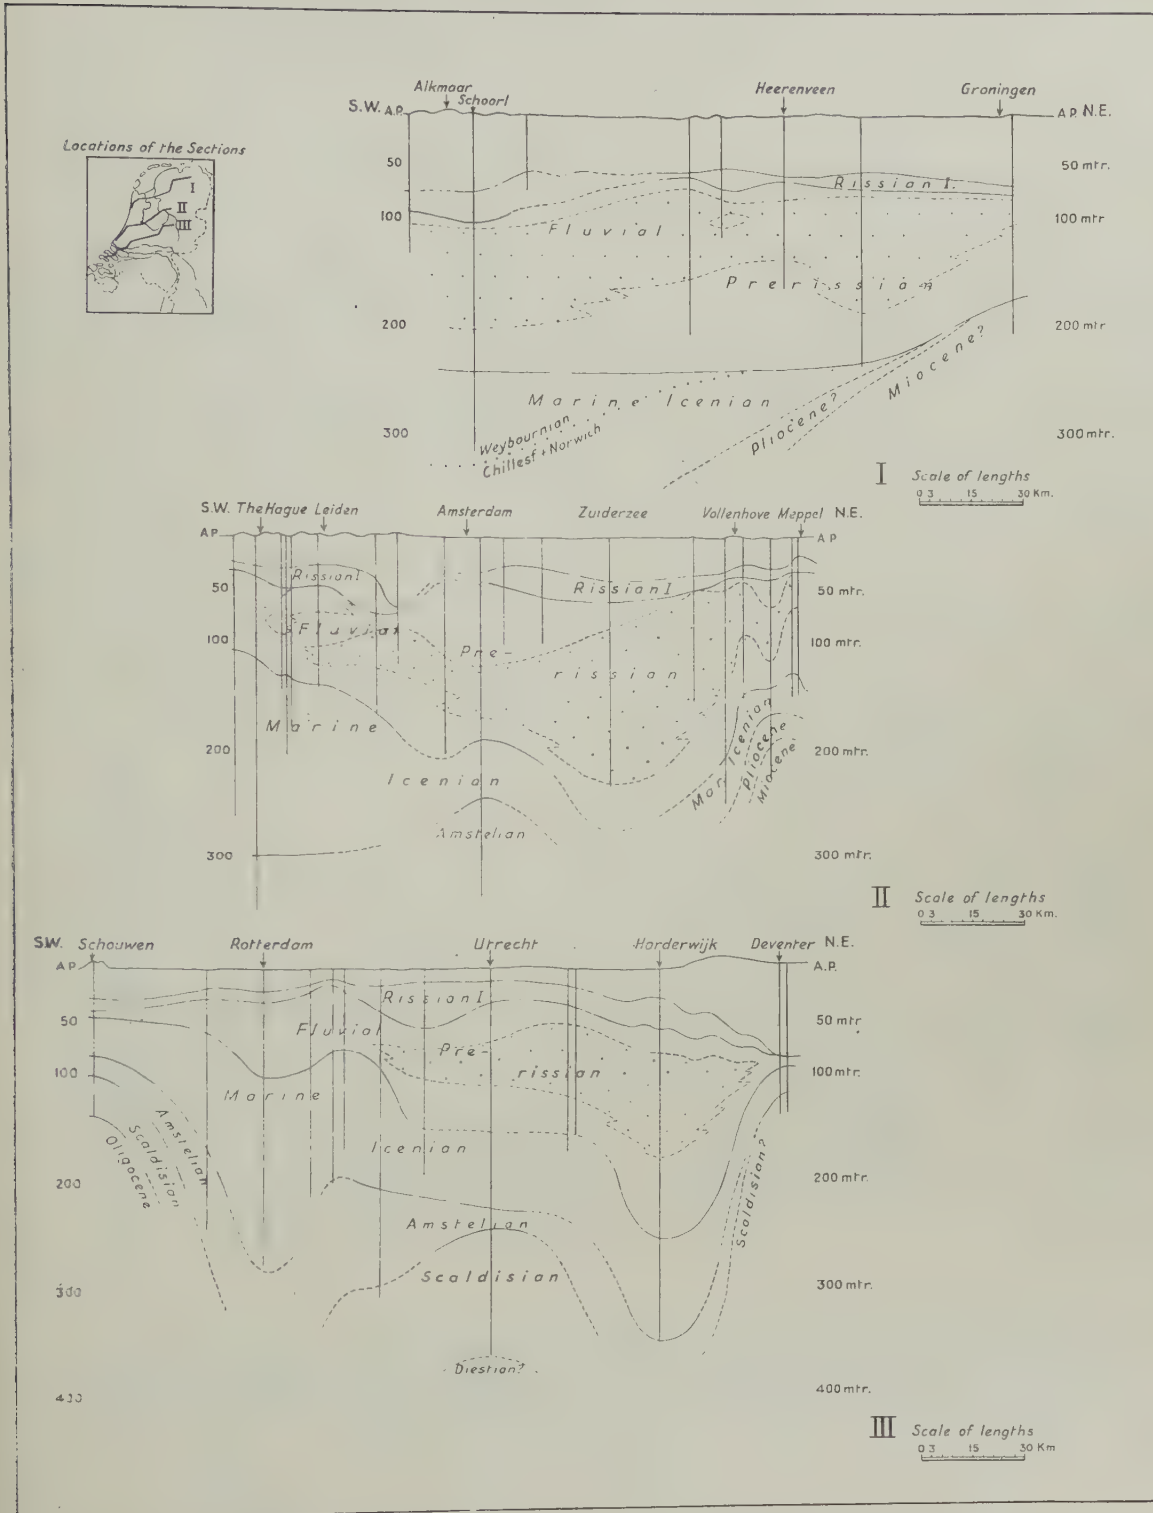 Alkmaar Heerenveen Groningen
S.W. A.P. Schoorl A.P. N.E.
Locations of the Sections
I
II
III
50 50 mtr.
Rissian I.
100 100 mtr
Fluvial
Prerissian
200 200 mtr
Marine Icenian
Weybournian
Chillesf + Norwich
pliocene?
Miocene?
300 300 mtr.
I Scale of lengths
0 3 15 30 Km.
S.W. The Hague Leiden Amsterdam Zuiderzee Vollenhove Meppel N.E.
A P A P
Rissian I Rissian I
50 50 mtr.
Fluvial
100 100 mtr.
Pre-
rissian
Marine
200 200 mtr.
Icenian
Mar. Icenian
Pliocene
Miocene
Amstelian
300 300 mtr.
II Scale of lengths
0 3 15 30 Km.
S.W. Schouwen Rotterdam Utrecht Harderwijk Deventer N.E.
A P A.P.
Rissian I
50 50 mtr
Fluvial
Pre-
rissian
100 100 mtr.
Marine
Icenian
Amstelian
Scaldisian
Oligocene
200 200 mtr.
Scaldisian?
Amstelian
Scaldisian
300 300 mtr.
Diestian?
400 400 mtr.
III Scale of lengths
0 3 15 30 Km